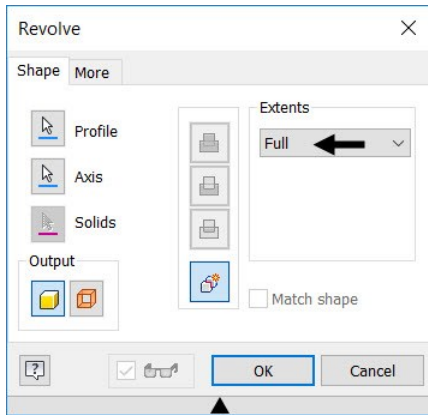 Revolve
Shape More
Profile
Axis
Solids
Output
Extents
Full
Match shape
?
OK
Cancel